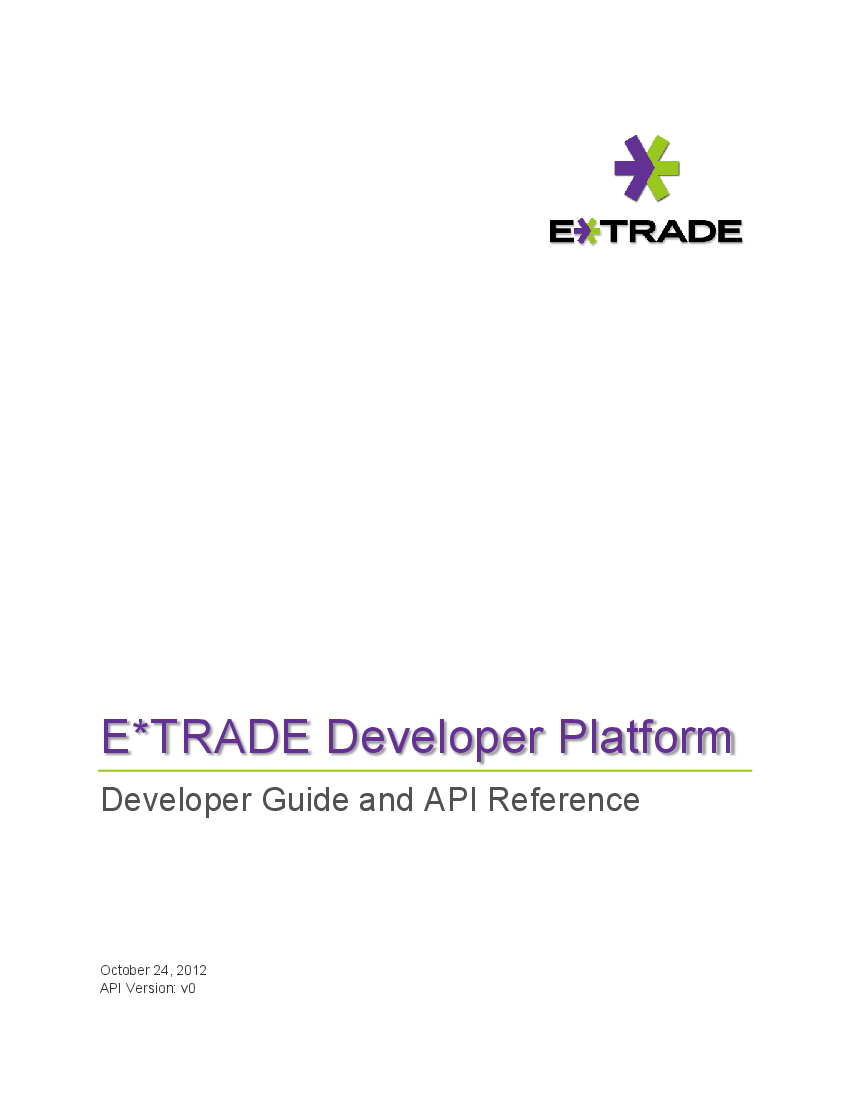 E*TRADE
E*TRADE Developer Platform
Developer Guide and API Reference
October 24, 2012
API Version: v0